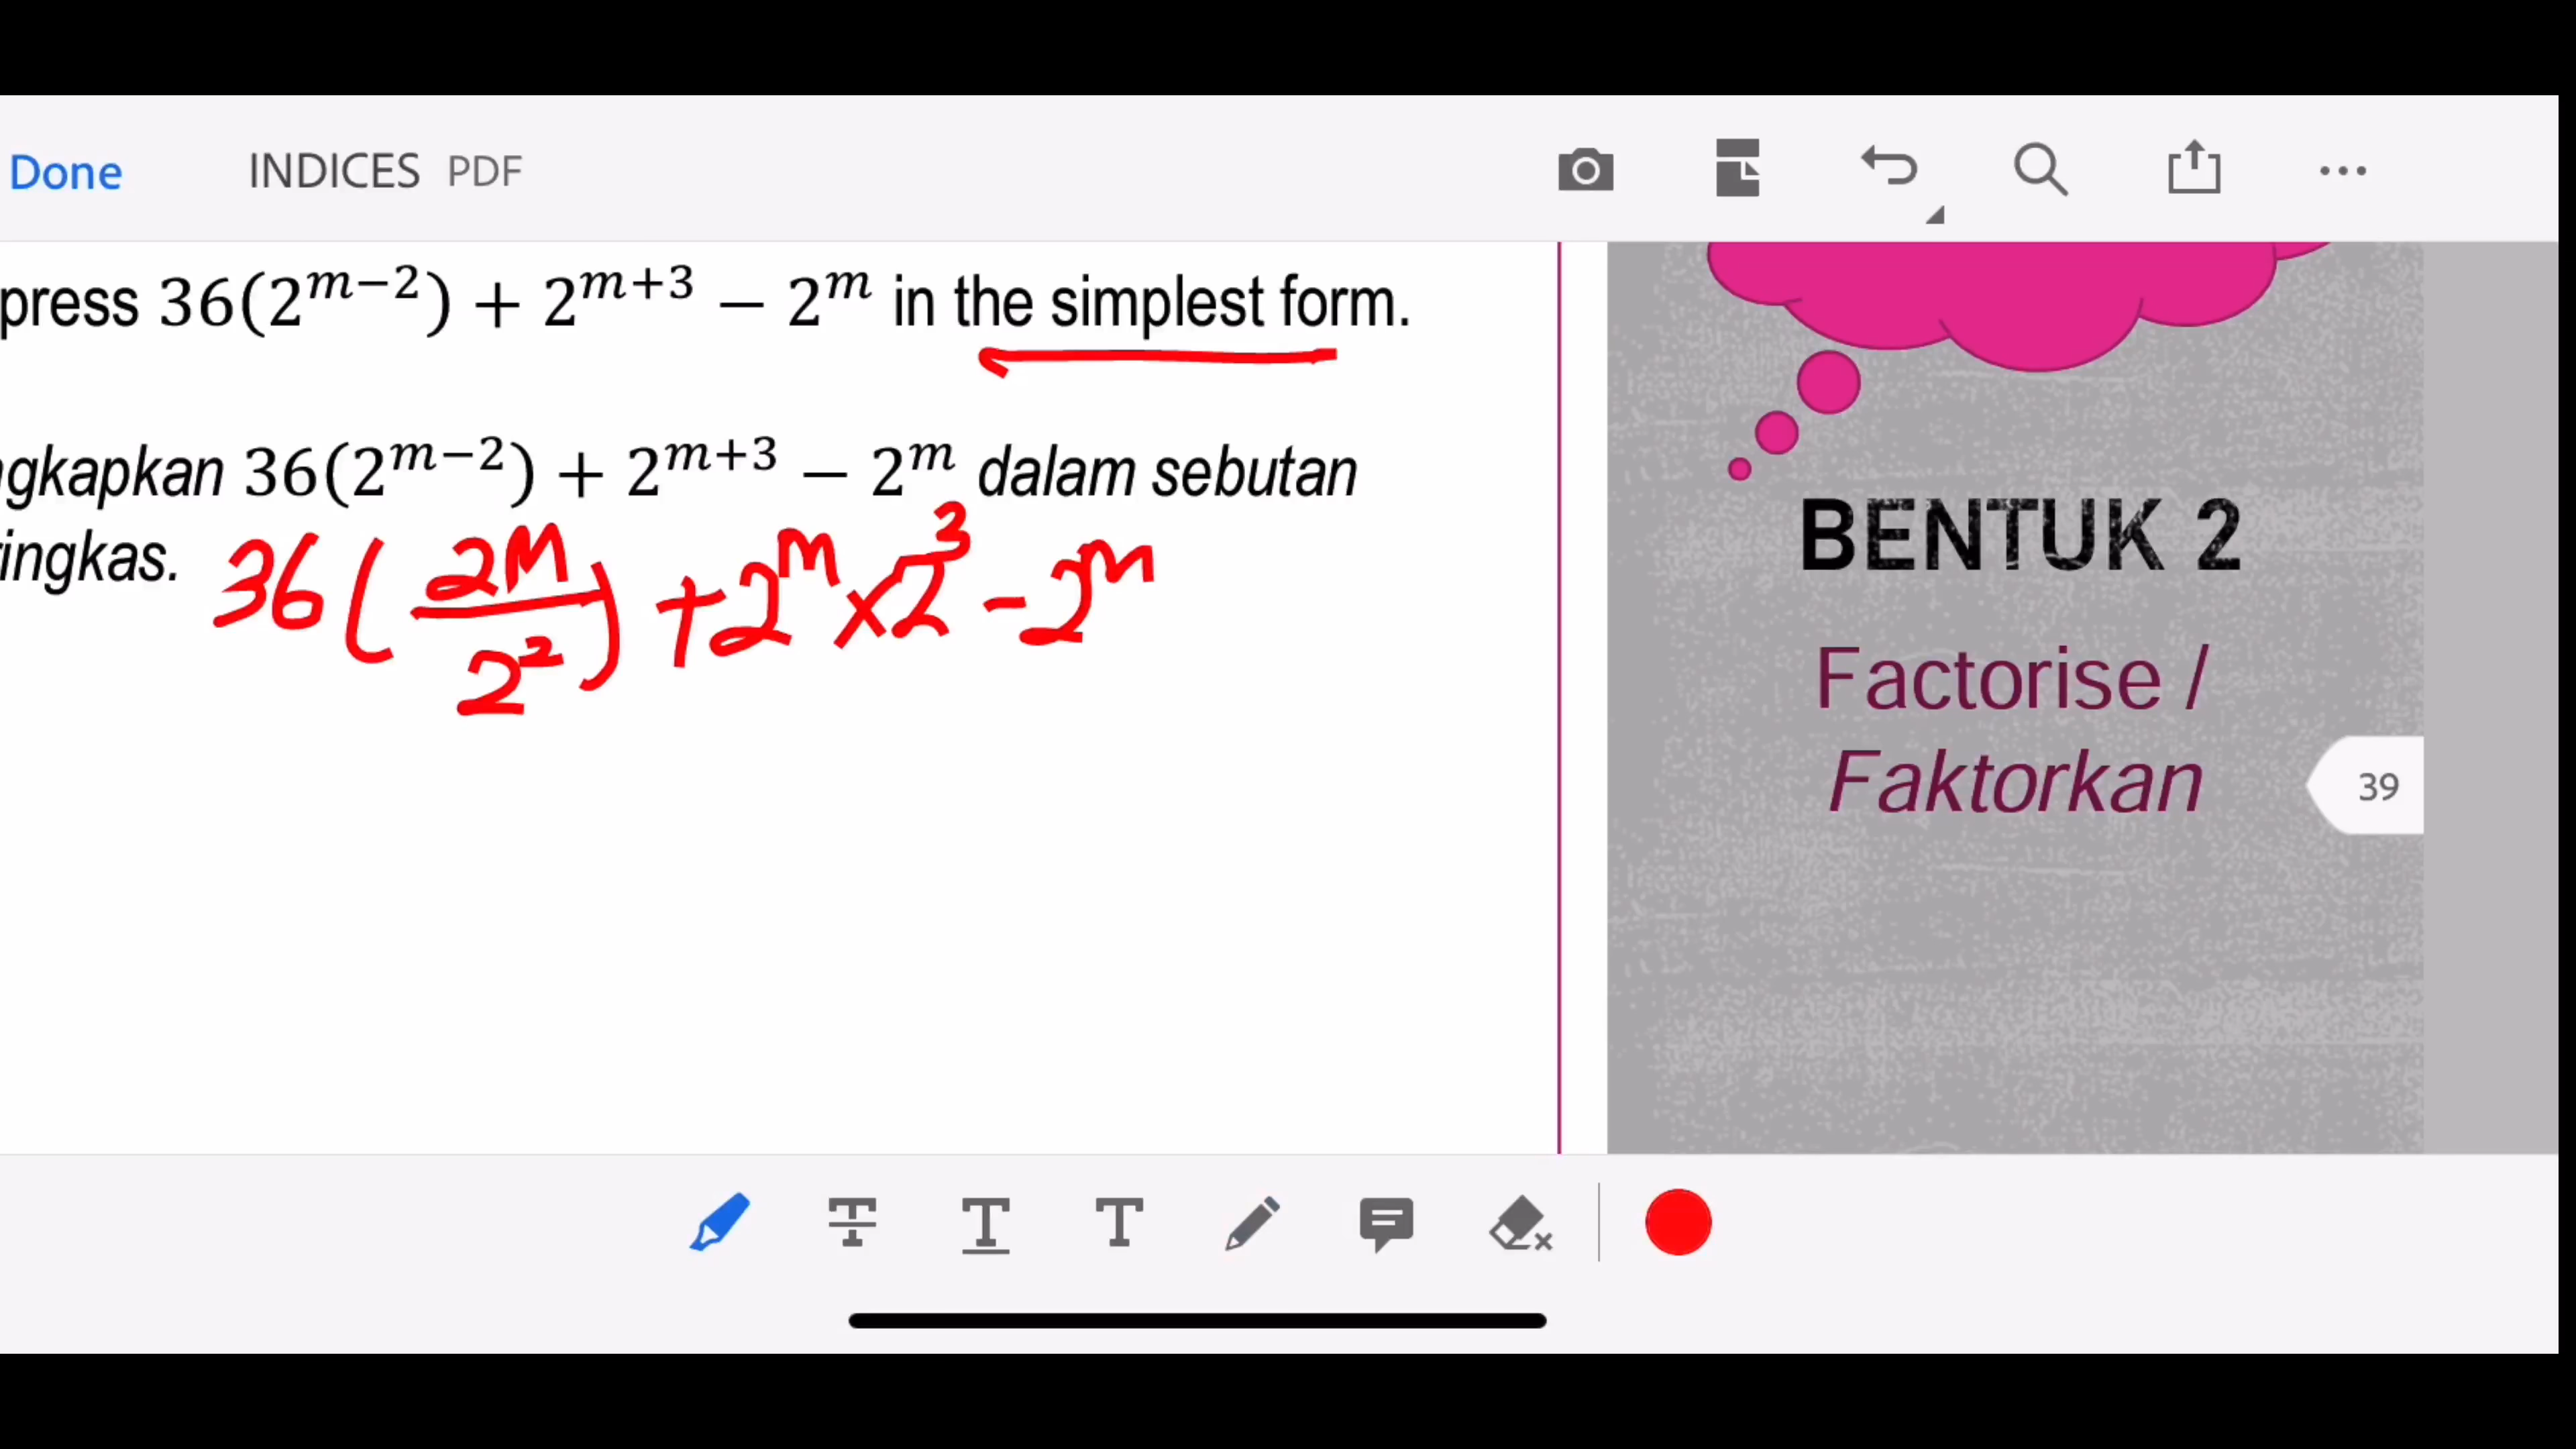 Done INDICES PDF
press 36(2^{m−2}) + 2^{m+3} − 2^m in the simplest form.
gkapkan 36(2^{m−2}) + 2^{m+3} − 2^m dalam sebutan
ringkas.
36(2^m/2^2) + 2^m × 2^3 − 2^m
BENTUK 2
Factorise /
Faktorkan
39